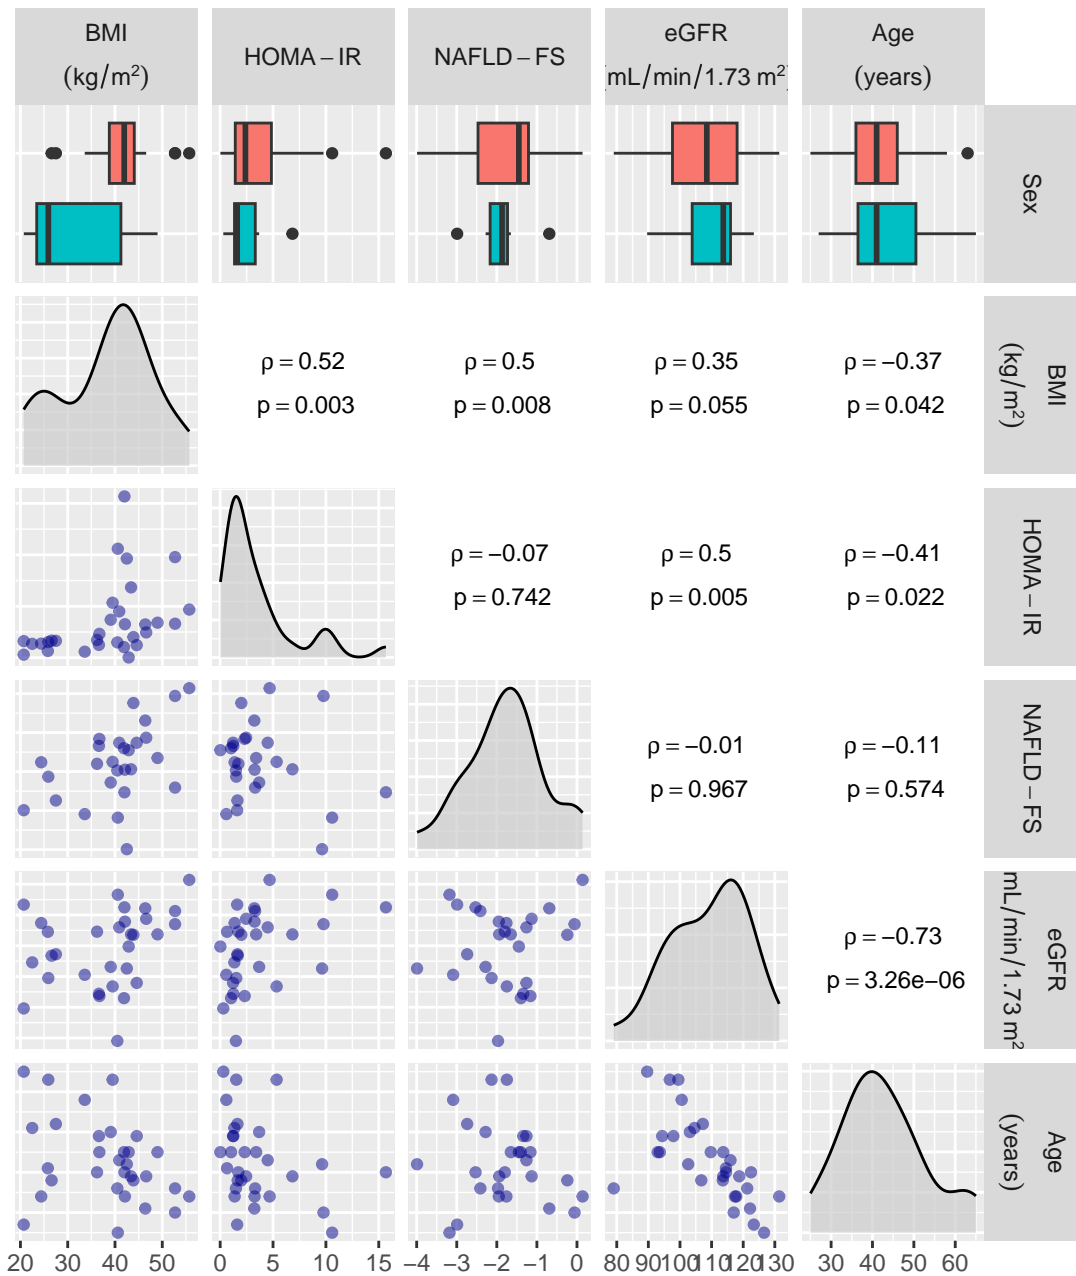 BMI
(kg/m²)
HOMA – IR
NAFLD – FS
eGFR
(mL/min/1.73 m²)
Age
(years)
Sex
ρ = 0.52
p = 0.003
ρ = 0.5
p = 0.008
ρ = 0.35
p = 0.055
ρ = −0.37
p = 0.042
BMI
(kg/m²)
ρ = −0.07
p = 0.742
ρ = 0.5
p = 0.005
ρ = −0.41
p = 0.022
HOMA – IR
ρ = −0.01
p = 0.967
ρ = −0.11
p = 0.574
NAFLD – FS
ρ = −0.73
p = 3.26e−06
eGFR
mL/min/1.73 m²
Age
(years)
20 30 40 50
0 5 10 15
−4 −3 −2 −1 0
80 90 100 110 120 130
30 40 50 60